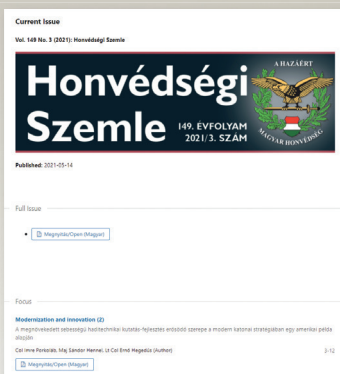 Current Issue
Vol. 149 No. 3 (2021): Honvédségi Szemle
Honvédségi
Szemle
149. ÉVFOLYAM
2021/3. SZÁM
A HAZÁÉRT
MAGYAR HONVÉDSÉG
Published: 2021-05-14
Full Issue
Megnyitás/Open (Magyar)
Focus
Modernization and Innovation (2)
A megnövekedett sebességű haditechnikai kutatás-fejlesztés erősödő szerepe a modern katonai stratégiában egy amerikai példa
alapján
Col Imre Porkoláb, Maj Sándor Hennel, Lt Col Ernő Hegedűs (Author)
3-12
Megnyitás/Open (Magyar)